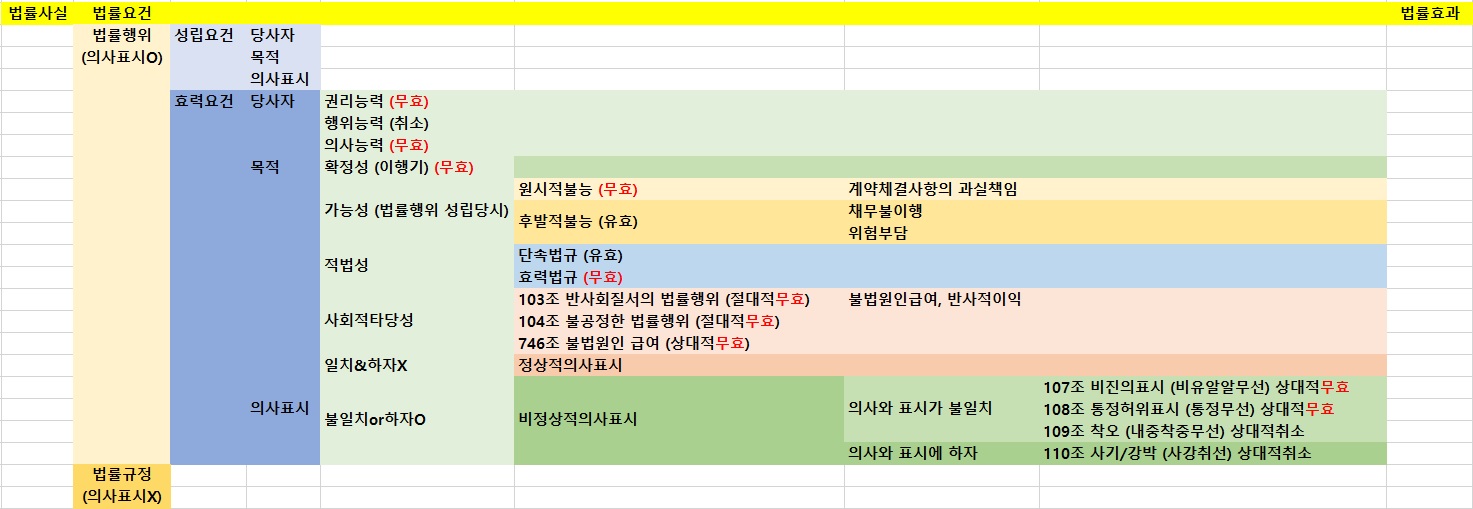 법률사실 법률요건 법률효과
법률행위 성립요건 당사자
(의사표시O) 목적
의사표시
효력요건 당사자 권리능력 (무효)
행위능력 (취소)
의사능력 (무효)
목적 확정성 (이행기) (무효)
원시적불능 (무효) 계약체결사항의 과실책임
가능성 (법률행위 성립당시) 채무불이행
후발적불능 (유효)
위험부담
단속법규 (유효)
적법성
효력법규 (무효)
103조 반사회질서의 법률행위 (절대적무효) 불법원인급여, 반사적이익
사회적타당성 104조 불공정한 법률행위 (절대적무효)
746조 불법원인 급여 (상대적무효)
일치&하자X 정상적의사표시
107조 비진의표시 (비유알알무선) 상대적무효
의사표시 불일치or하자O 비정상적의사표시 의사와 표시가 불일치 108조 통정허위표시 (통정무선) 상대적무효
109조 착오 (내중착중무선) 상대적취소
의사와 표시에 하자 110조 사기/강박 (사강취선) 상대적취소
법률규정
(의사표시X)